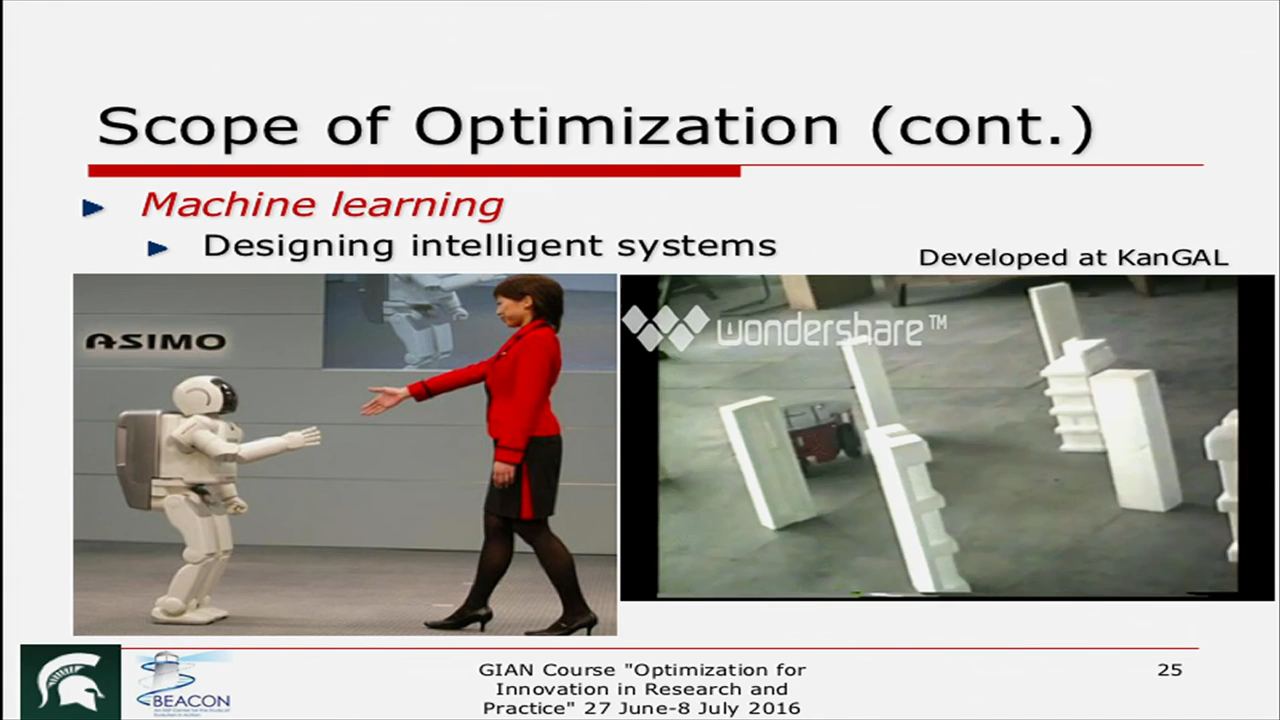 Scope of Optimization (cont.)
Machine learning
Designing intelligent systems
Developed at KanGAL
ASIMO
wondershare™
BEACON
GIAN Course "Optimization for
Innovation in Research and
Practice" 27 June-8 July 2016
25